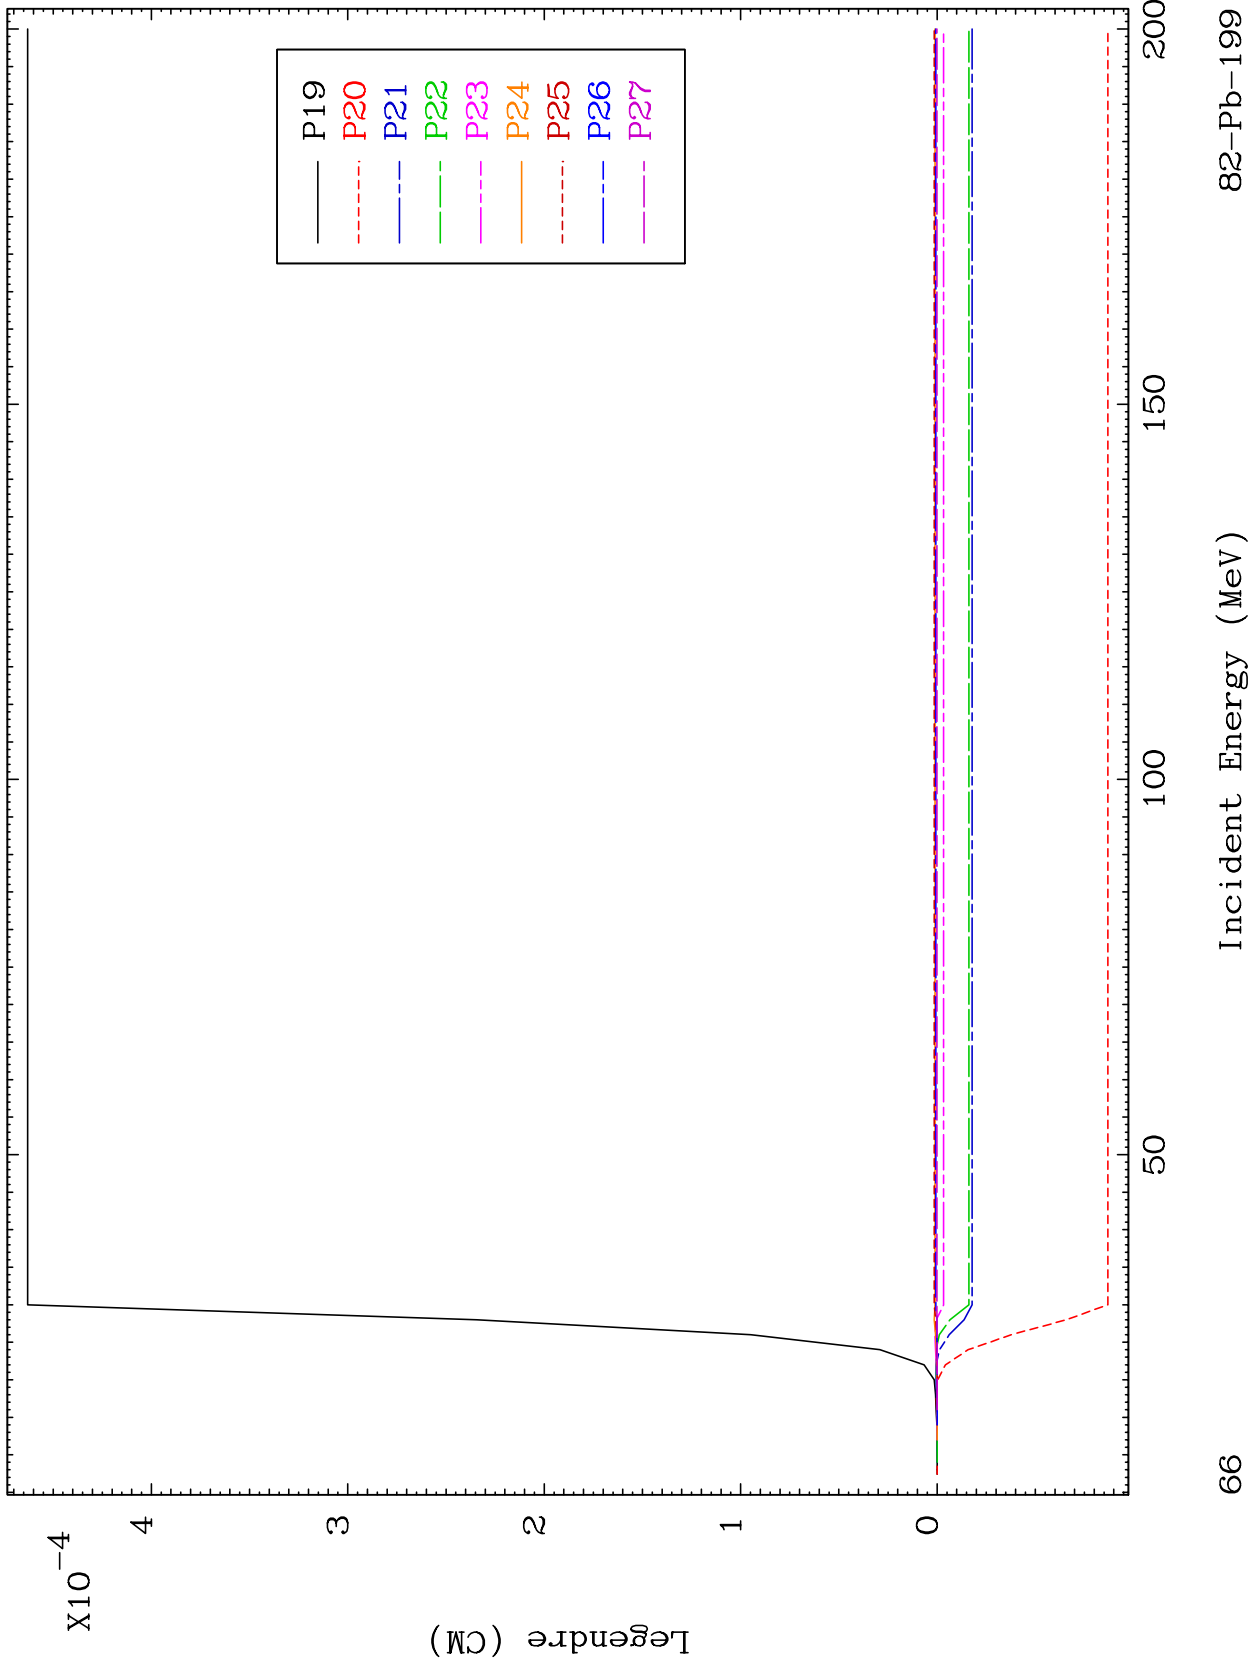 X10-4
Legendre (CM)
4
3
2
1
0
P19
P20
P21
P22
P23
P24
P25
P26
P27
50
100
150
200
Incident Energy (MeV)
66
82-Pb-199